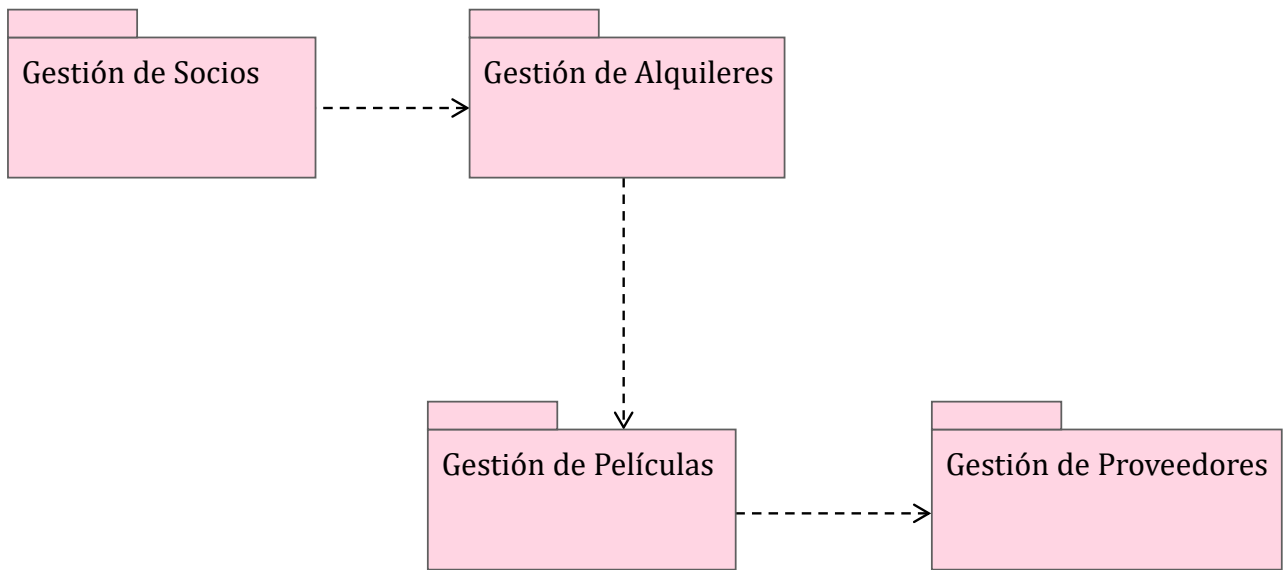 Gestión de Socios
Gestión de Alquileres
Gestión de Películas
Gestión de Proveedores